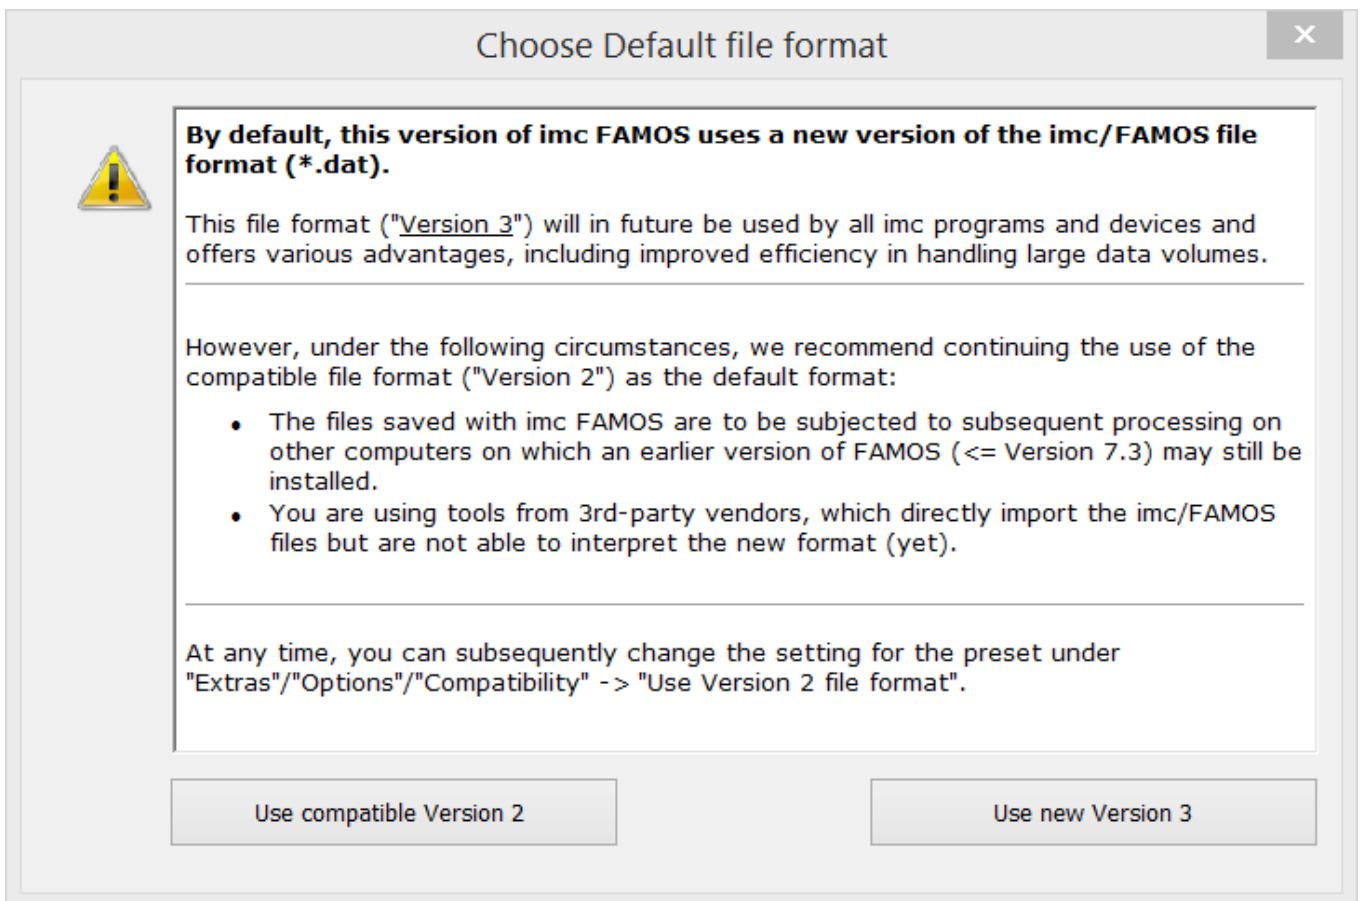 Choose Default file format
By default, this version of imc FAMOS uses a new version of the imc/FAMOS file
format (*.dat).
This file format ("Version 3") will in future be used by all imc programs and devices and
offers various advantages, including improved efficiency in handling large data volumes.
However, under the following circumstances, we recommend continuing the use of the
compatible file format ("Version 2") as the default format:
• The files saved with imc FAMOS are to be subjected to subsequent processing on
other computers on which an earlier version of FAMOS (<= Version 7.3) may still be
installed.
• You are using tools from 3rd-party vendors, which directly import the imc/FAMOS
files but are not able to interpret the new format (yet).
At any time, you can subsequently change the setting for the preset under
"Extras"/"Options"/"Compatibility" -> "Use Version 2 file format".
Use compatible Version 2
Use new Version 3